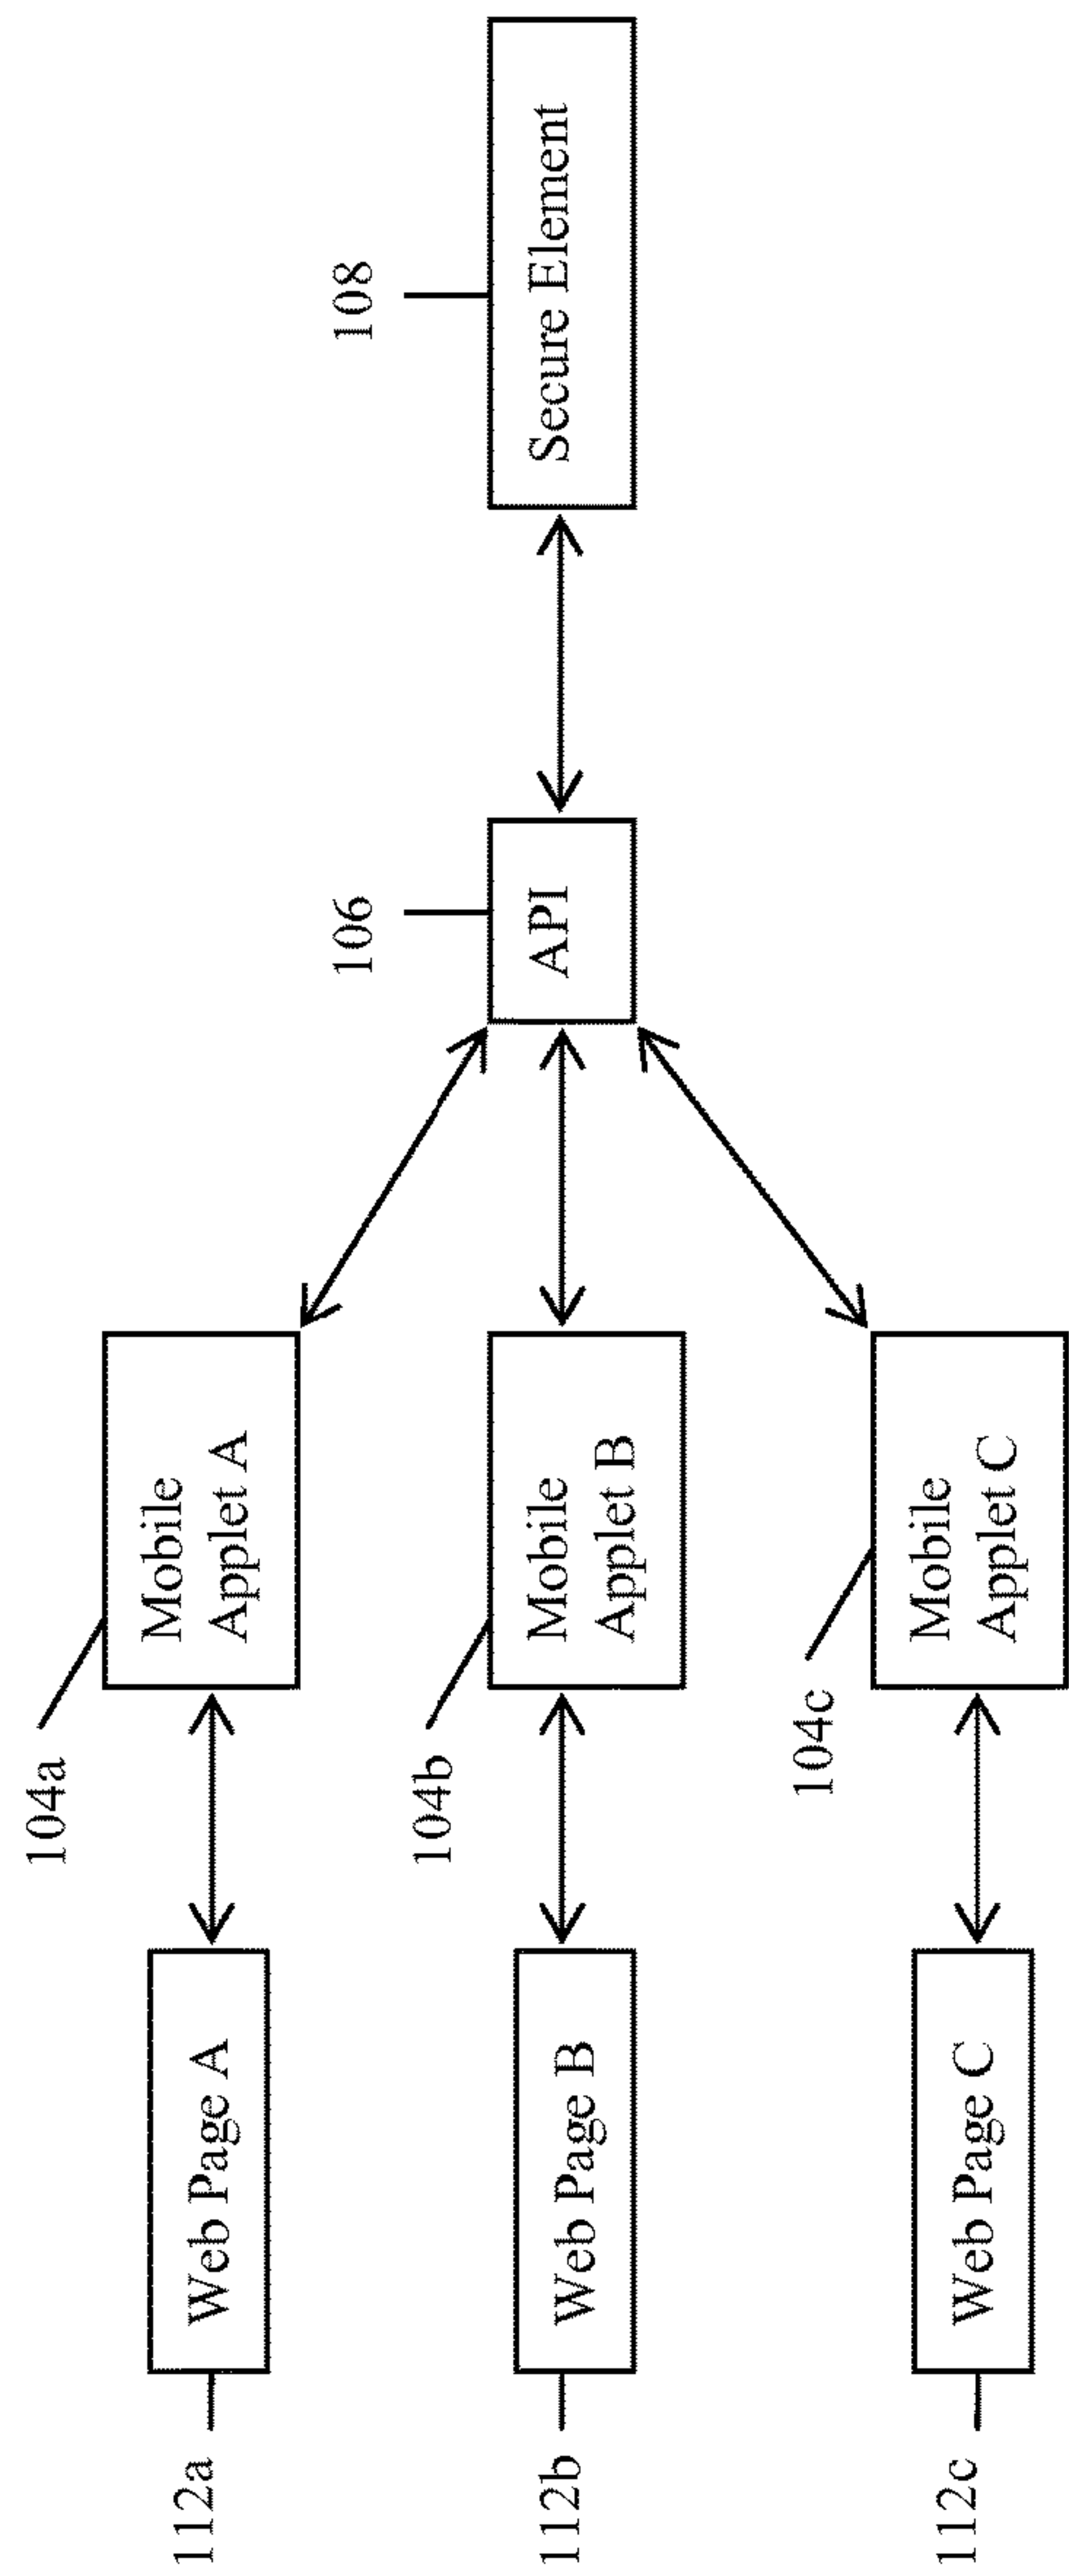 112a
Web Page A
104a
Mobile
Applet A
112b
Web Page B
104b
Mobile
Applet B
106
API
108
Secure Element
112c
Web Page C
104c
Mobile
Applet C